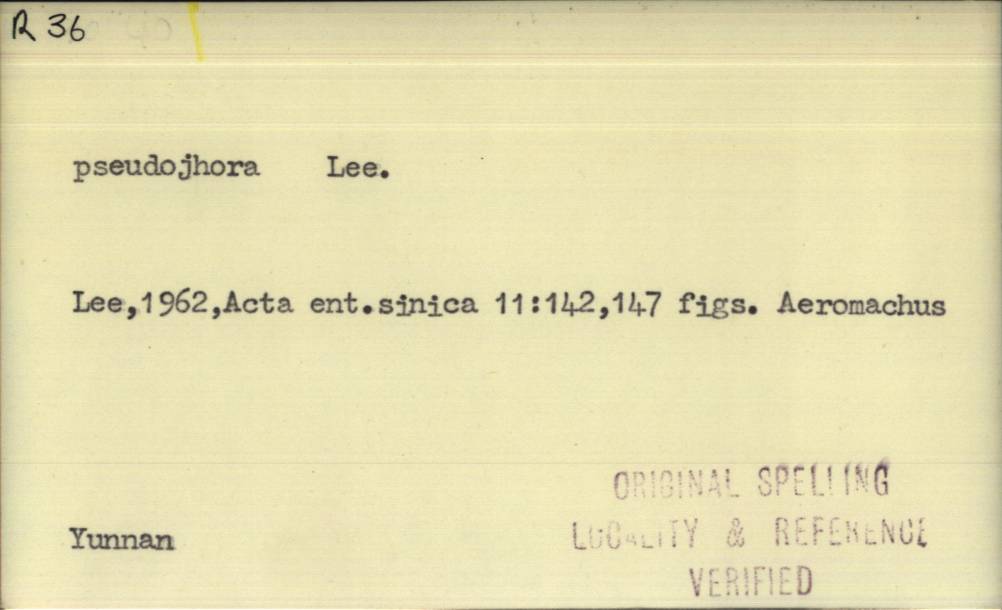 R 36
pseudojhora Lee.
Lee,1962,Acta ent.sinica 11:142,147 figs. Aeromachus
Yunnan
ORIGINAL SPELLING
LOCALITY & REFERENCE
VERIFIED